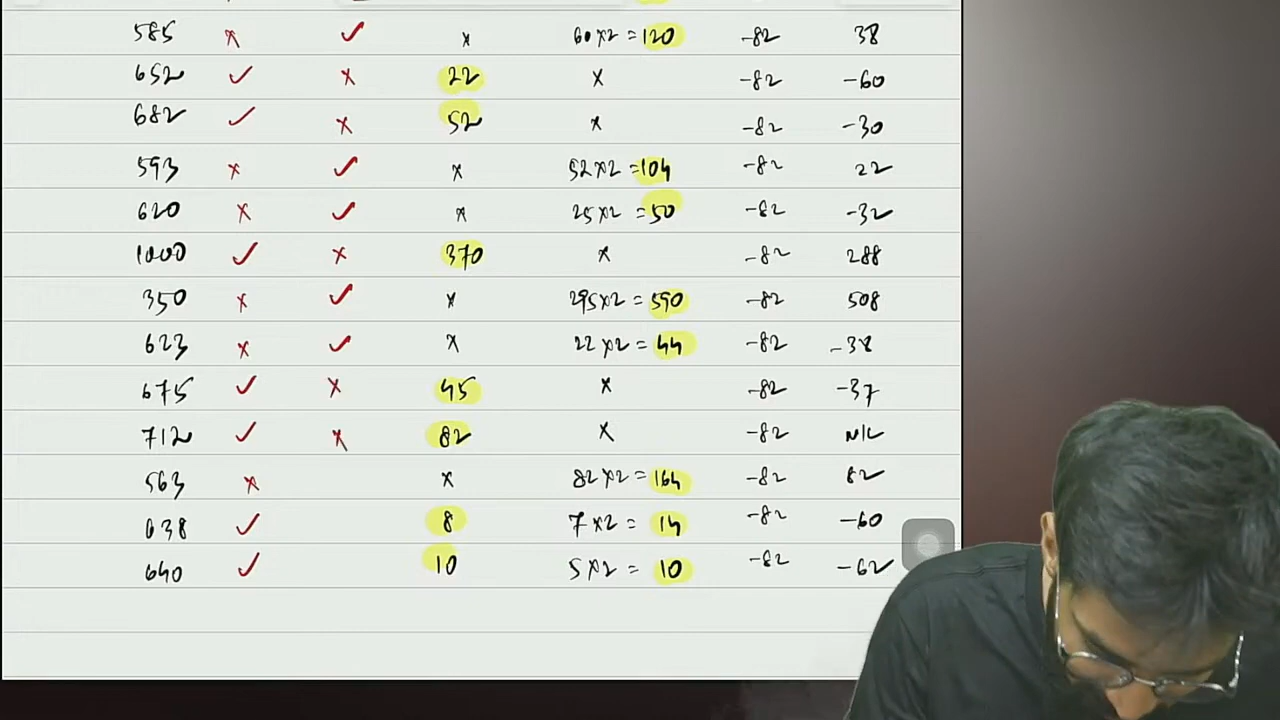 585 × ✓ × 60×2 = 120 -82 38
652 ✓ × 22 × -82 -60
682 ✓ × 52 × -82 -30
593 × ✓ × 52×2 = 104 -82 22
620 × ✓ × 25×2 = 50 -82 -32
1000 ✓ × 370 × -82 288
350 × ✓ × 295×2 = 590 -82 508
623 × ✓ × 22×2 = 44 -82 -38
675 ✓ × 45 × -82 -37
712 ✓ × 82 × -82 NIL
563 × × 82×2 = 164 -82 82
638 ✓ 8 7×2 = 14 -82 -60
640 ✓ 10 5×2 = 10 -82 -62